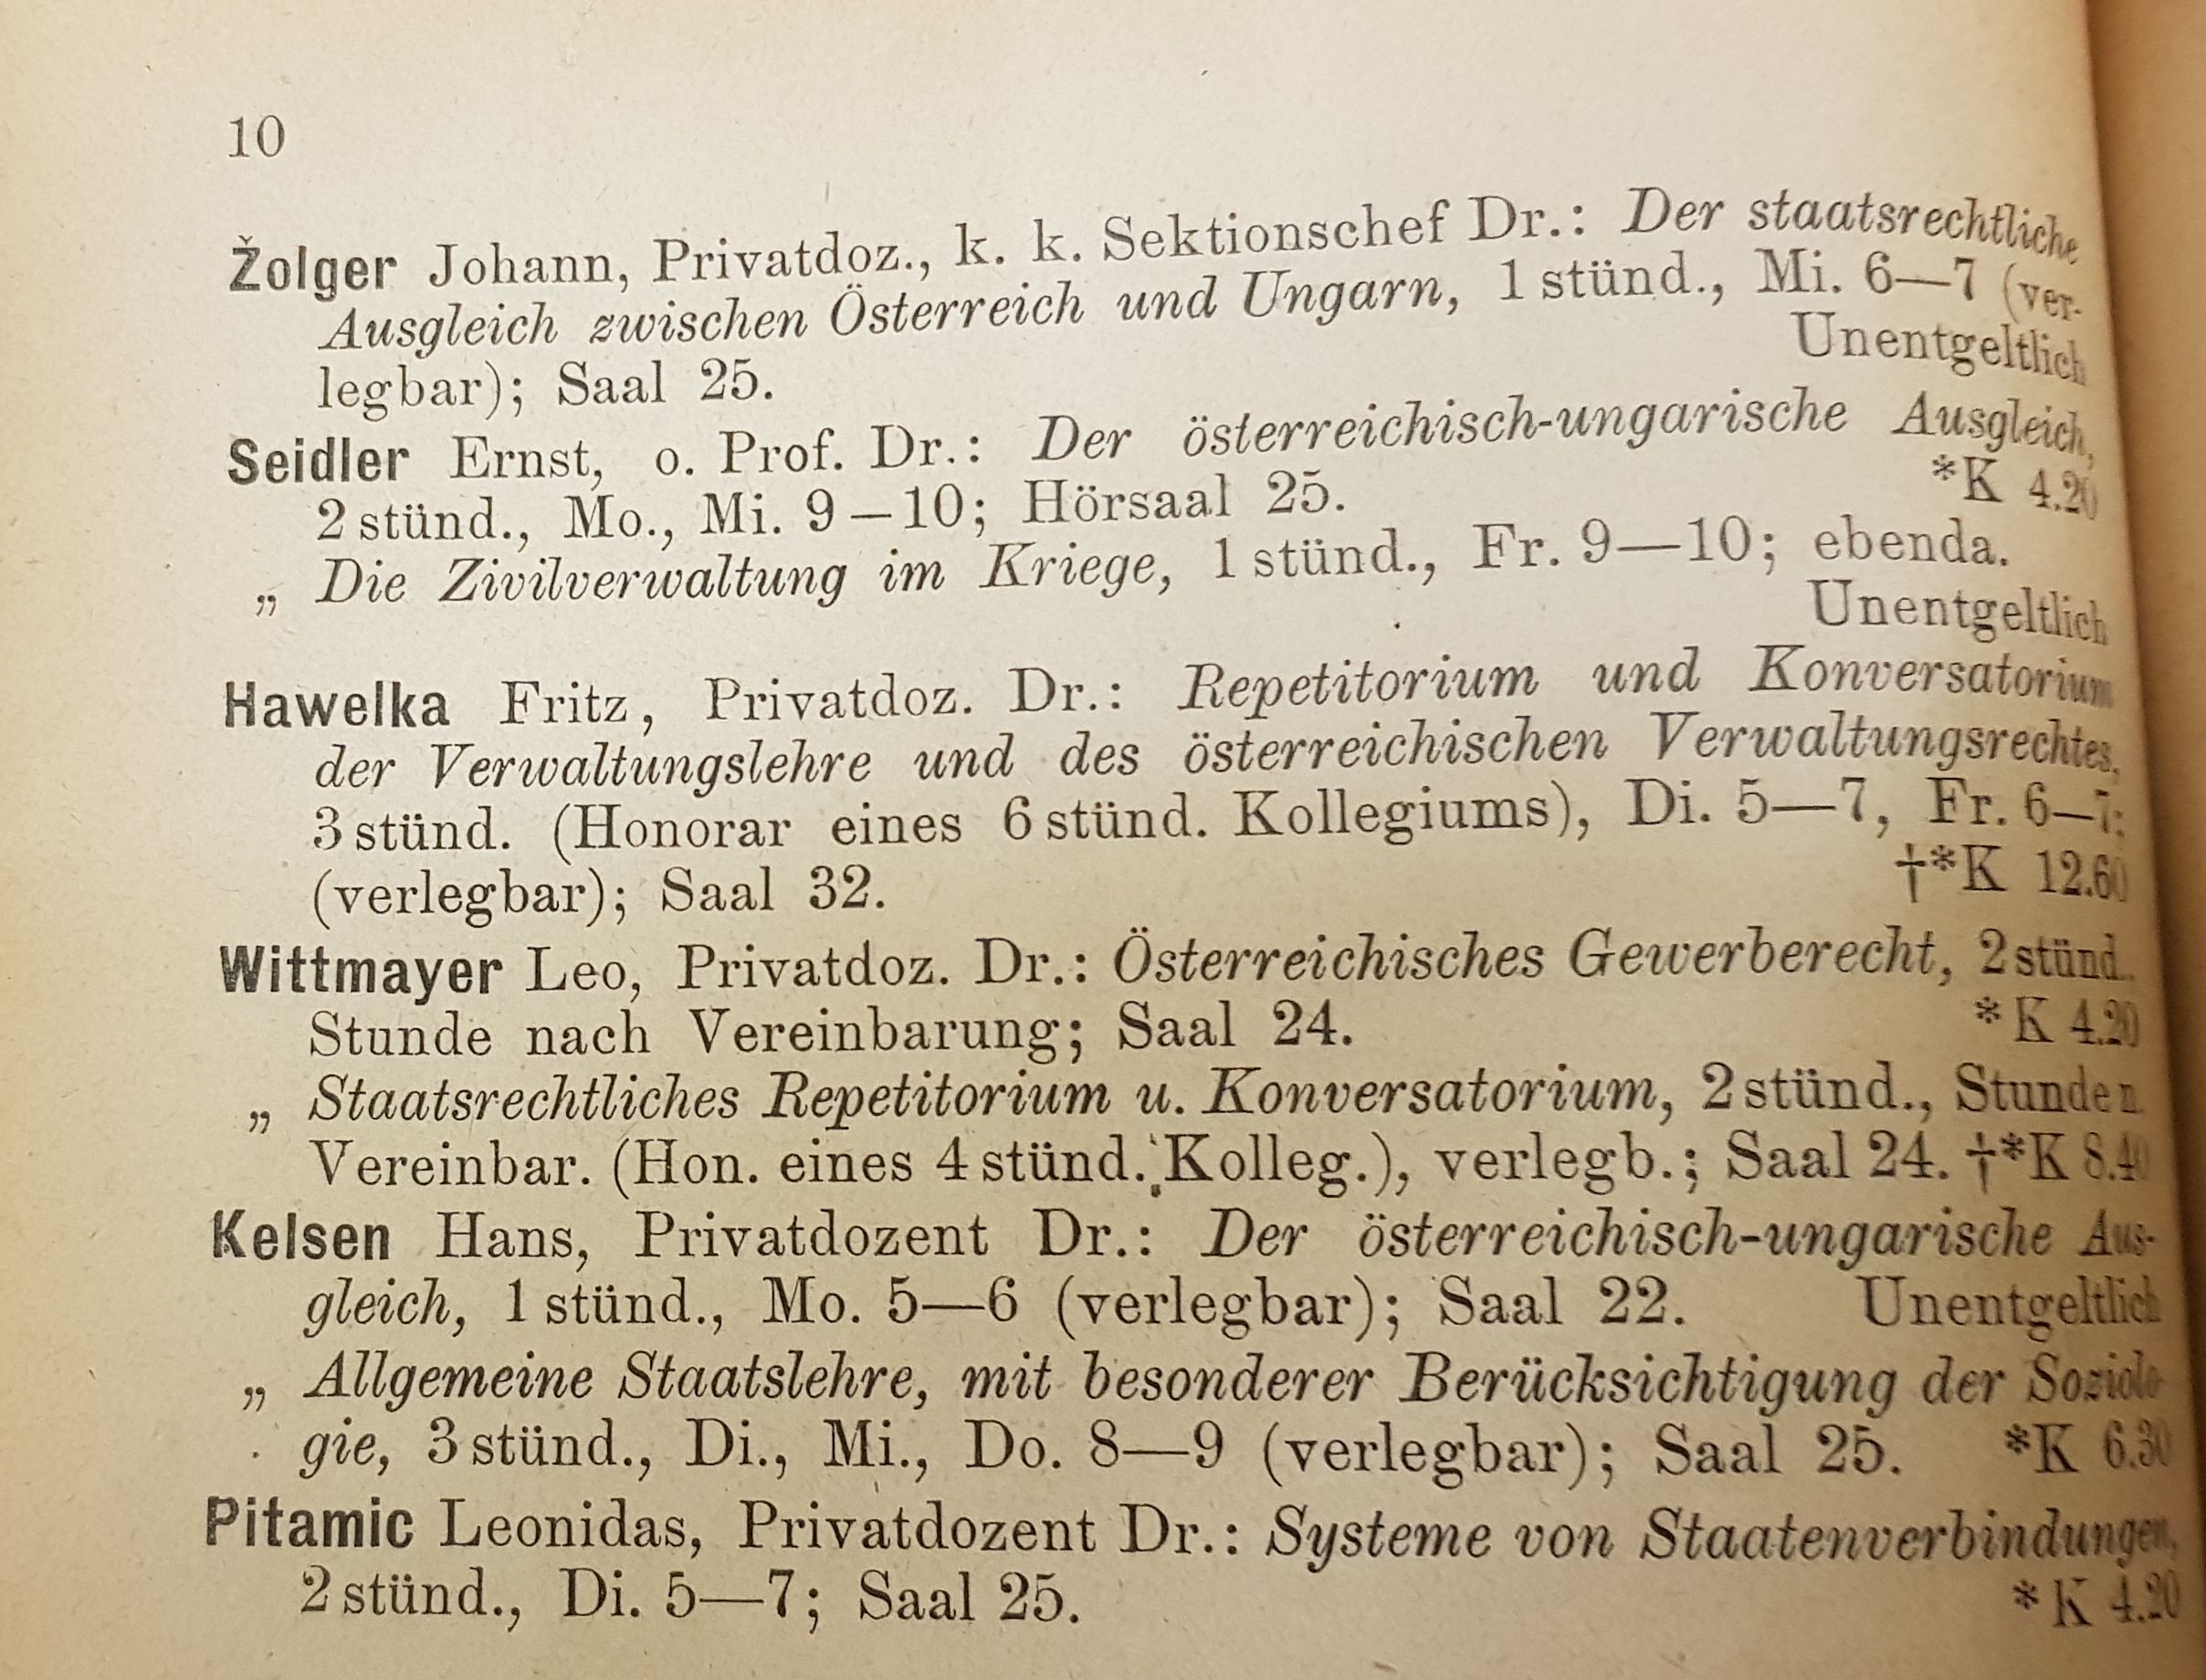 10
Žolger Johann, Privatdoz., k. k. Sektionschef Dr.: Der staatsrechtliche
Ausgleich zwischen Österreich und Ungarn, 1 stünd., Mi. 6—7 (ver-
legbar); Saal 25. Unentgeltlich
Seidler Ernst, o. Prof. Dr.: Der österreichisch-ungarische Ausgleich,
2 stünd., Mo., Mi. 9—10; Hörsaal 25. *K 4.20
„ Die Zivilverwaltung im Kriege, 1 stünd., Fr. 9—10; ebenda.
Unentgeltlich
Hawelka Fritz, Privatdoz. Dr.: Repetitorium und Konversatorium
der Verwaltungslehre und des österreichischen Verwaltungsrechtes,
3 stünd. (Honorar eines 6 stünd. Kollegiums), Di. 5—7, Fr. 6—7;
(verlegbar); Saal 32. †*K 12.60
Wittmayer Leo, Privatdoz. Dr.: Österreichisches Gewerberecht, 2 stünd.
Stunde nach Vereinbarung; Saal 24. *K 4.20
„ Staatsrechtliches Repetitorium u. Konversatorium, 2 stünd., Stunde n.
Vereinbar. (Hon. eines 4 stünd. Kolleg.), verlegb.; Saal 24. †*K 8.40
Kelsen Hans, Privatdozent Dr.: Der österreichisch-ungarische Aus-
gleich, 1 stünd., Mo. 5—6 (verlegbar); Saal 22. Unentgeltlich
„ Allgemeine Staatslehre, mit besonderer Berücksichtigung der Soziolo-
gie, 3 stünd., Di., Mi., Do. 8—9 (verlegbar); Saal 25. *K 6.30
Pitamic Leonidas, Privatdozent Dr.: Systeme von Staatenverbindungen,
2 stünd., Di. 5—7; Saal 25. *K 4.20